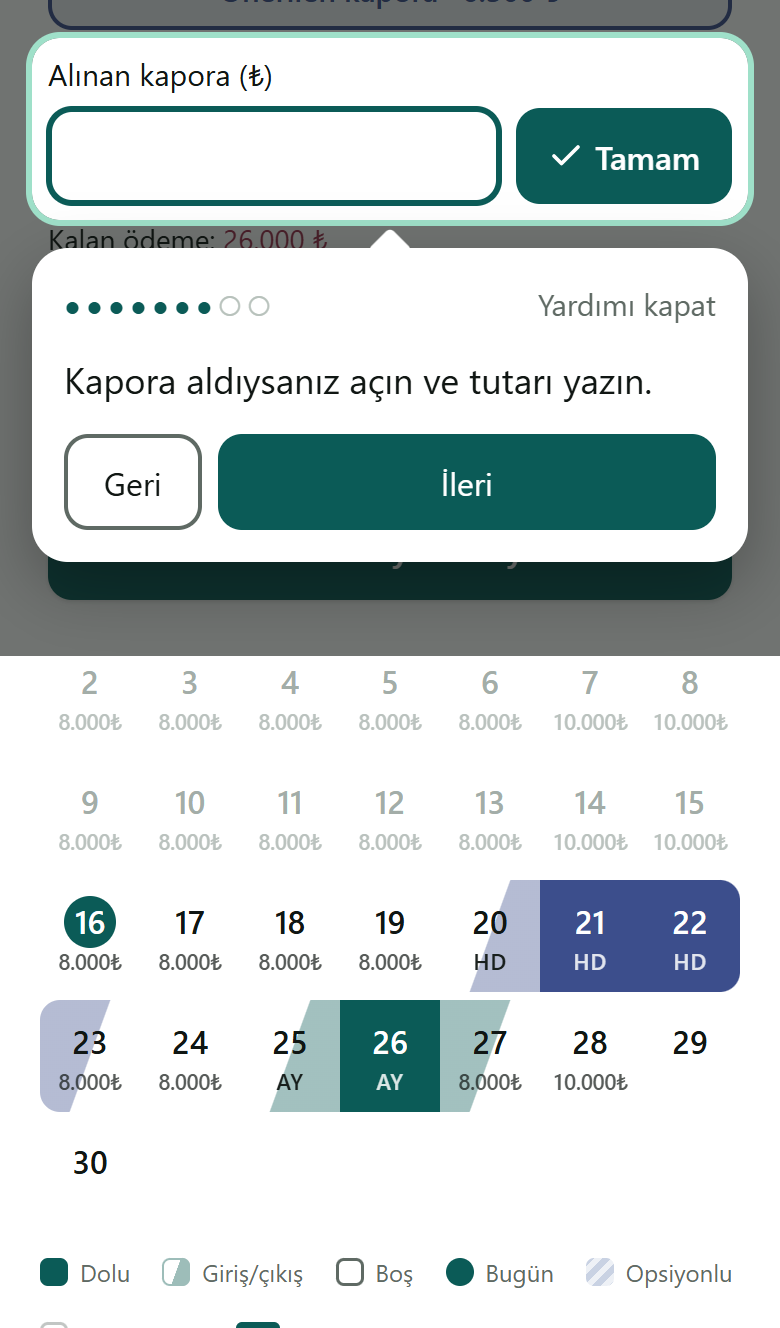 Alınan kapora (₺)
Tamam
Kalan ödeme: 26.000 ₺
Yardımı kapat
Kapora aldıysanız açın ve tutarı yazın.
Geri
İleri
2 3 4 5 6 7 8
8.000₺ 8.000₺ 8.000₺ 8.000₺ 8.000₺ 10.000₺ 10.000₺
9 10 11 12 13 14 15
8.000₺ 8.000₺ 8.000₺ 8.000₺ 8.000₺ 10.000₺ 10.000₺
16 17 18 19 20 21 22
8.000₺ 8.000₺ 8.000₺ 8.000₺ HD HD HD
23 24 25 26 27 28 29
8.000₺ 8.000₺ AY AY 8.000₺ 10.000₺
30
Dolu Giriş/çıkış Boş Bugün Opsiyonlu